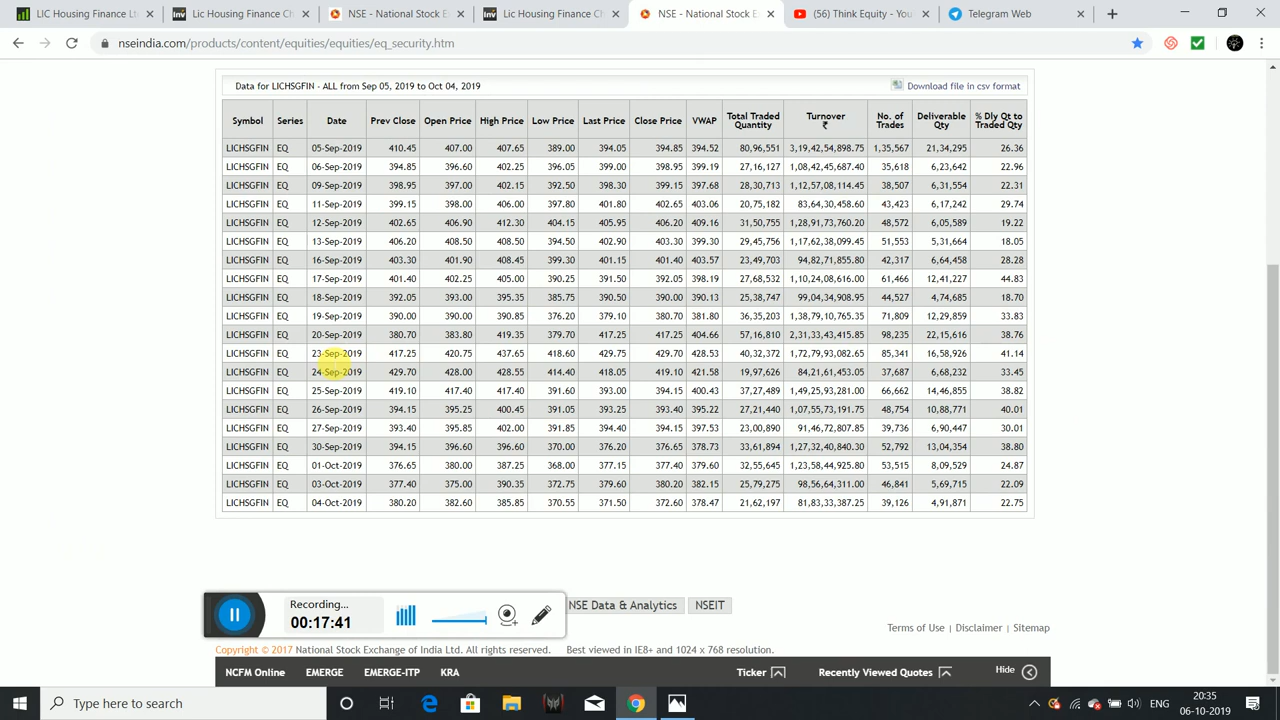 LIC Housing Finance Lt
Lic Housing Finance Ch
NSE - National Stock Ex
Lic Housing Finance Ch
NSE - National Stock E
(56) Think Equity - You
Telegram Web
nseindia.com/products/content/equities/equities/eq_security.htm
Data for LICHSGFIN - ALL from Sep 05, 2019 to Oct 04, 2019 Download file in csv format
Symbol Series Date Prev Close Open Price High Price Low Price Last Price Close Price VWAP Total Traded Quantity Turnover ₹ No. of Trades Deliverable Qty % Dly Qt to Traded Qty
LICHSGFIN EQ 05-Sep-2019 410.45 407.00 407.65 389.00 394.05 394.85 394.52 80,96,551 3,19,42,54,898.75 1,35,567 21,34,295 26.36
LICHSGFIN EQ 06-Sep-2019 394.85 396.60 402.25 396.05 399.00 398.95 399.19 27,16,127 1,08,42,45,687.40 35,618 6,23,642 22.96
LICHSGFIN EQ 09-Sep-2019 398.95 397.00 402.15 392.50 398.30 399.15 397.68 28,30,713 1,12,57,08,114.45 38,507 6,31,554 22.31
LICHSGFIN EQ 11-Sep-2019 399.15 398.00 406.00 397.80 401.80 402.65 403.06 20,75,182 83,64,30,458.60 43,423 6,17,242 29.74
LICHSGFIN EQ 12-Sep-2019 402.65 406.90 412.30 404.15 405.95 406.20 409.16 31,50,755 1,28,91,73,760.20 48,572 6,05,589 19.22
LICHSGFIN EQ 13-Sep-2019 406.20 408.50 408.50 394.50 402.90 403.30 399.30 29,45,756 1,17,62,38,099.45 51,553 5,31,664 18.05
LICHSGFIN EQ 16-Sep-2019 403.30 401.90 408.45 399.30 401.15 401.40 403.57 23,49,703 94,82,71,855.80 42,317 6,64,458 28.28
LICHSGFIN EQ 17-Sep-2019 401.40 402.25 405.00 390.25 391.50 392.05 398.19 27,68,532 1,10,24,08,616.00 61,466 12,41,227 44.83
LICHSGFIN EQ 18-Sep-2019 392.05 393.00 395.35 385.75 390.50 390.00 390.13 25,38,747 99,04,34,908.95 44,527 4,74,685 18.70
LICHSGFIN EQ 19-Sep-2019 390.00 390.00 390.85 376.20 379.10 380.70 381.80 36,35,203 1,38,79,10,765.35 71,809 12,29,859 33.83
LICHSGFIN EQ 20-Sep-2019 380.70 383.80 419.35 379.70 417.25 417.25 404.66 57,16,810 2,31,33,43,415.85 98,235 22,15,616 38.76
LICHSGFIN EQ 23-Sep-2019 417.25 420.75 437.65 418.60 429.75 429.70 428.53 40,32,372 1,72,79,93,082.65 85,341 16,58,926 41.14
LICHSGFIN EQ 24-Sep-2019 429.70 428.00 428.55 414.40 418.05 419.10 421.58 19,97,626 84,21,61,453.05 37,687 6,68,232 33.45
LICHSGFIN EQ 25-Sep-2019 419.10 417.40 417.40 391.60 393.00 394.15 400.43 37,27,489 1,49,25,93,281.00 66,662 14,46,855 38.82
LICHSGFIN EQ 26-Sep-2019 394.15 395.25 400.45 391.05 393.25 393.40 395.22 27,21,440 1,07,55,73,191.75 48,754 10,88,771 40.01
LICHSGFIN EQ 27-Sep-2019 393.40 395.85 402.00 391.85 394.40 394.15 397.53 23,00,890 91,46,72,807.85 39,736 6,90,447 30.01
LICHSGFIN EQ 30-Sep-2019 394.15 396.60 396.60 370.00 376.20 376.65 378.73 33,61,894 1,27,32,40,840.30 52,792 13,04,354 38.80
LICHSGFIN EQ 01-Oct-2019 376.65 380.00 387.25 368.00 377.15 377.40 379.60 32,55,645 1,23,58,44,925.80 53,515 8,09,529 24.87
LICHSGFIN EQ 03-Oct-2019 377.40 375.00 390.35 372.75 379.60 380.20 382.15 25,79,275 98,56,64,311.00 46,841 5,69,715 22.09
LICHSGFIN EQ 04-Oct-2019 380.20 382.60 385.85 370.55 371.50 372.60 378.47 21,62,197 81,83,33,387.25 39,126 4,91,871 22.75
Recording...
00:17:41
NSE Data & Analytics NSEIT
Terms of Use | Disclaimer | Sitemap
Copyright © 2017 National Stock Exchange of India Ltd. All rights reserved. Best viewed in IE8+ and 1024 x 768 resolution.
NCFM Online EMERGE EMERGE-ITP KRA Ticker Recently Viewed Quotes Hide
Type here to search
ENG
20:35
06-10-2019